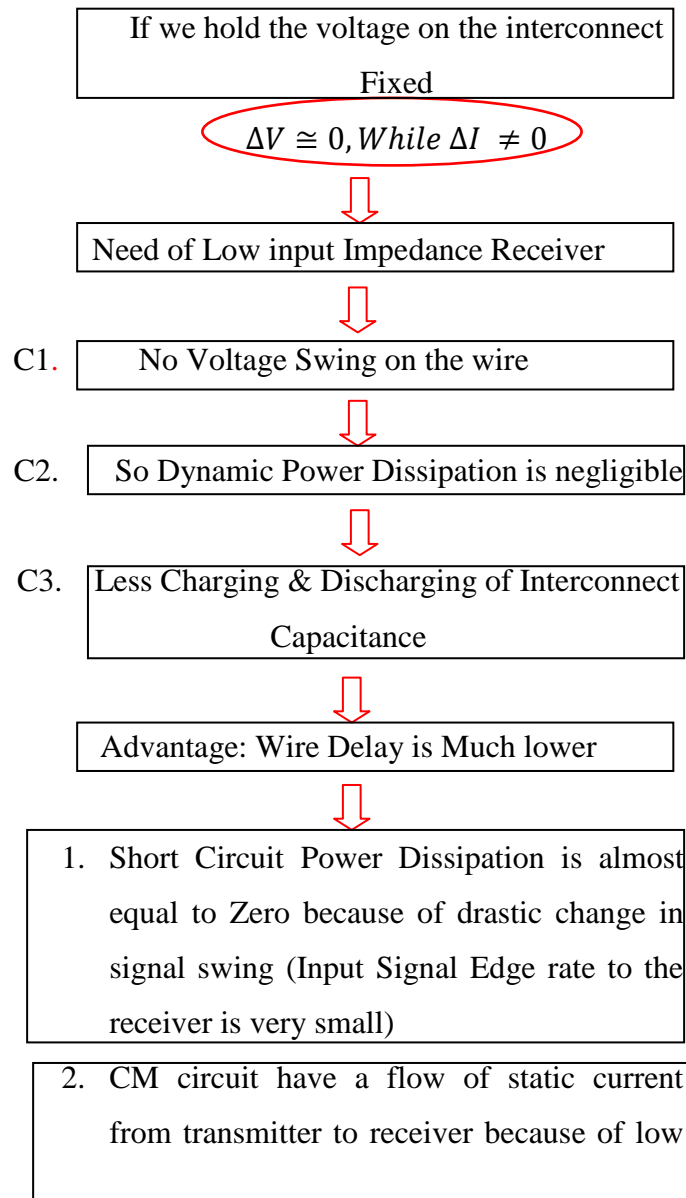 If we hold the voltage on the interconnect
Fixed
ΔV ≅ 0, While ΔI ≠ 0
Need of Low input Impedance Receiver
C1. No Voltage Swing on the wire
C2. So Dynamic Power Dissipation is negligible
C3. Less Charging & Discharging of Interconnect
Capacitance
Advantage: Wire Delay is Much lower
1. Short Circuit Power Dissipation is almost
equal to Zero because of drastic change in
signal swing (Input Signal Edge rate to the
receiver is very small)
2. CM circuit have a flow of static current
from transmitter to receiver because of low